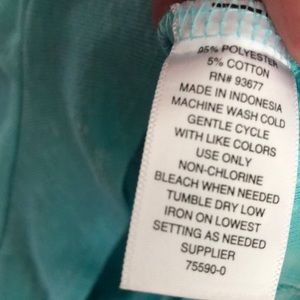 95% POLYESTER
5% COTTON
RN# 93677
MADE IN INDONESIA
MACHINE WASH COLD
GENTLE CYCLE
WITH LIKE COLORS
USE ONLY
NON-CHLORINE
BLEACH WHEN NEEDED
TUMBLE DRY LOW
IRON ON LOWEST
SETTING AS NEEDED
SUPPLIER
75590-0